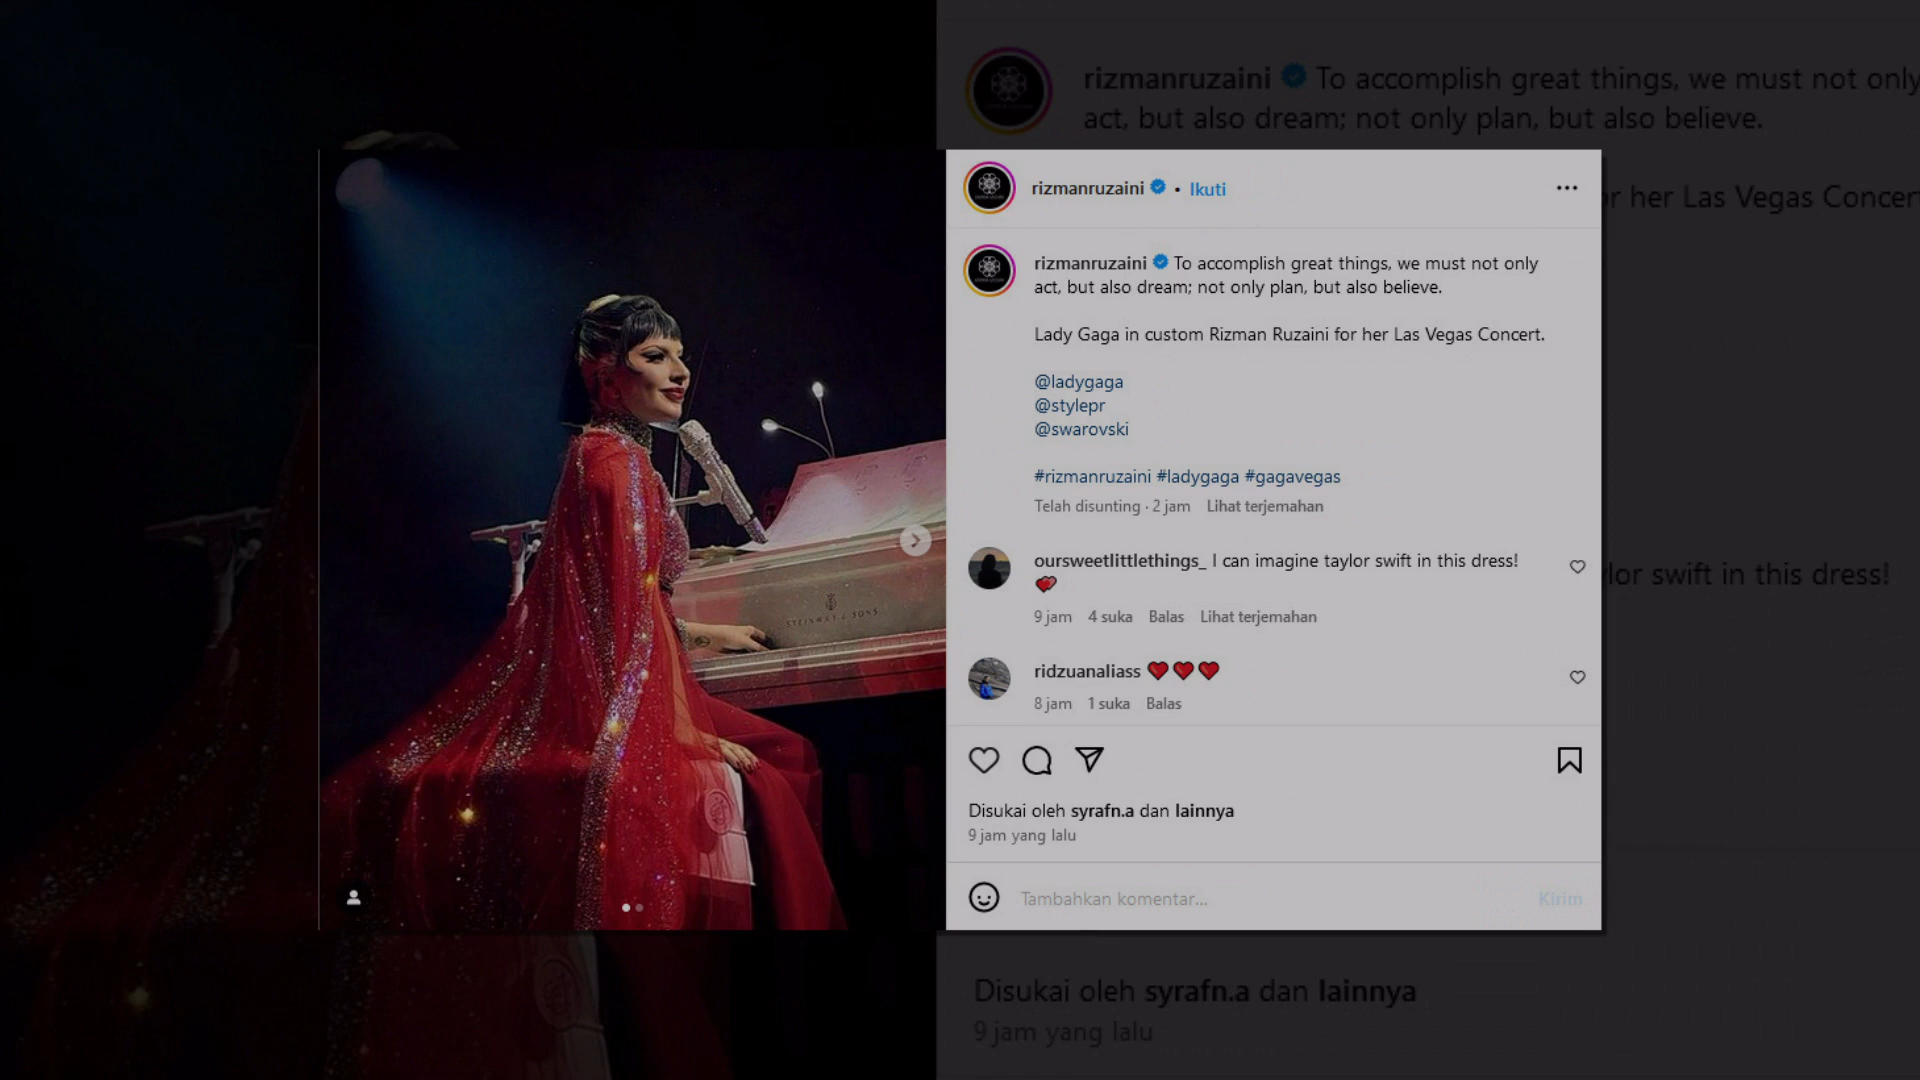 rizmanruzaini To accomplish great things, we must not only
act, but also dream; not only plan, but also believe.
rizmanruzaini • Ikuti
r her Las Vegas Concer
rizmanruzaini To accomplish great things, we must not only
act, but also dream; not only plan, but also believe.
Lady Gaga in custom Rizman Ruzaini for her Las Vegas Concert.
@ladygaga
@stylepr
@swarovski
#rizmanruzaini #ladygaga #gagavegas
Telah disunting · 2 jam Lihat terjemahan
oursweetlittlethings_ I can imagine taylor swift in this dress!
💞
lor swift in this dress!
9 jam 4 suka Balas Lihat terjemahan
STEINWAY & SONS
ridzuanaliass ❤️❤️❤️
8 jam 1 suka Balas
Disukai oleh syrafn.a dan lainnya
9 jam yang lalu
Tambahkan komentar...
Kirim
Disukai oleh syrafn.a dan lainnya
9 jam yang lalu